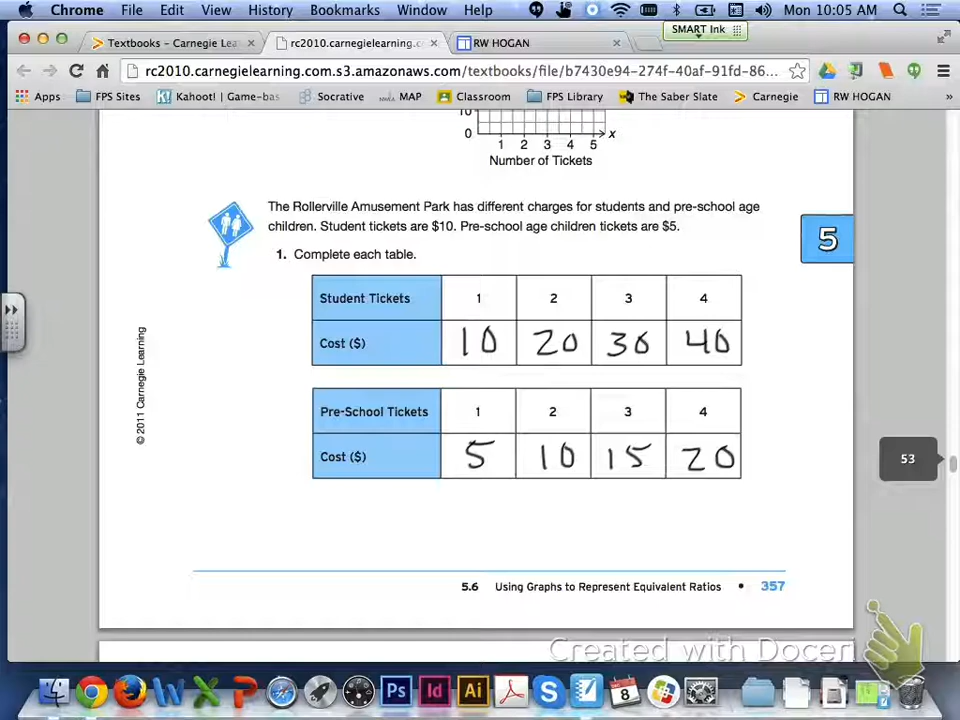 Chrome File Edit View History Bookmarks Window Help Mon 10:05 AM
SMART Ink
Textbooks – Carnegie Lea × rc2010.carnegielearning.c × RW HOGAN ×
rc2010.carnegielearning.com.s3.amazonaws.com/textbooks/file/b7430e94-274f-40af-91fd-86...
Apps FPS Sites Kahoot! | Game-bas Socrative MAP Classroom FPS Library The Saber Slate Carnegie RW HOGAN »
10
0
1 2 3 4 5 x
Number of Tickets
The Rollerville Amusement Park has different charges for students and pre-school age
children. Student tickets are $10. Pre-school age children tickets are $5.
5
1. Complete each table.
Student Tickets 1 2 3 4
Cost ($) 10 20 30 40
Pre-School Tickets 1 2 3 4
Cost ($) 5 10 15 20
© 2011 Carnegie Learning
53
5.6 Using Graphs to Represent Equivalent Ratios • 357
Created with Doceri
W X P Ps Id Ai S 8